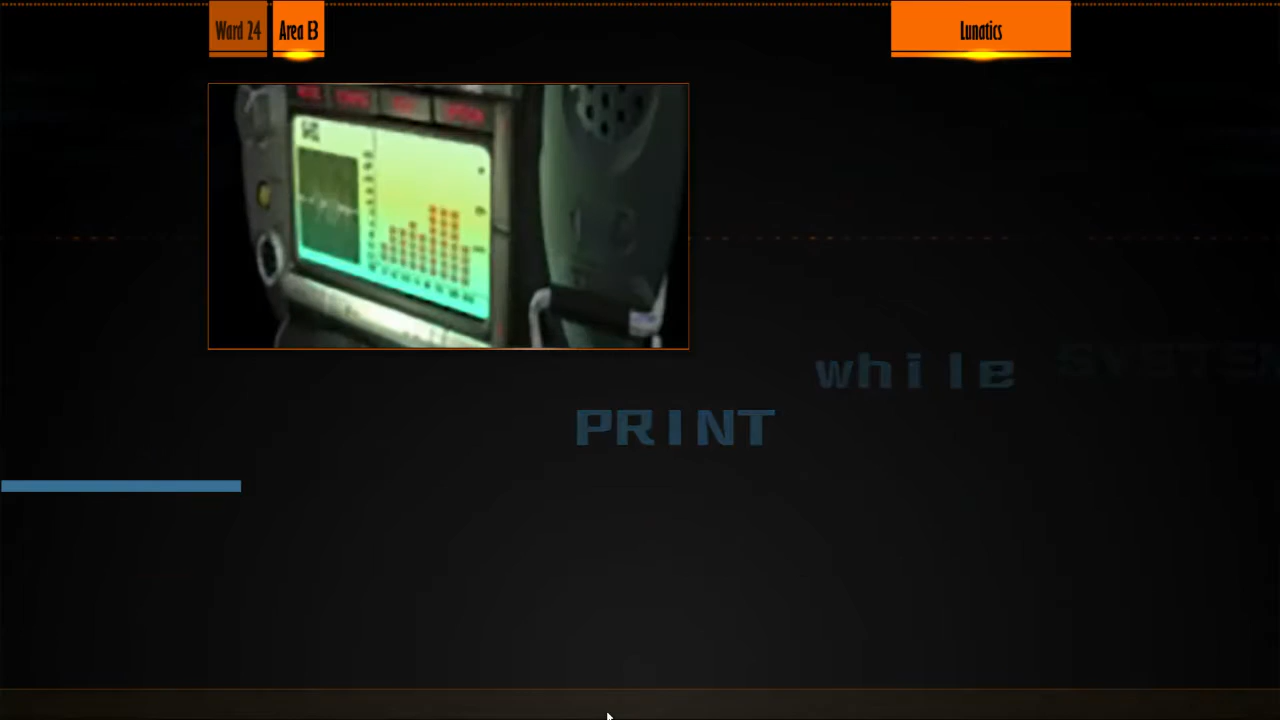 Ward 24
Area B
Lunatics
while
PRINT